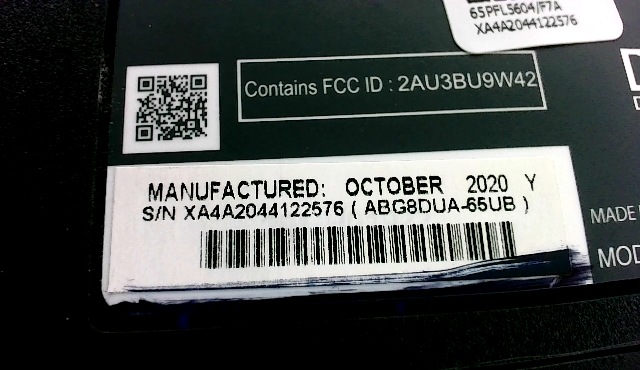 65PFL5604/F7A
XA4A2044122576
Contains FCC ID : 2AU3BU9W42
MANUFACTURED: OCTOBER 2020 Y
S/N XA4A2044122576 ( ABG8DUA-65UB )
MADE
MOD